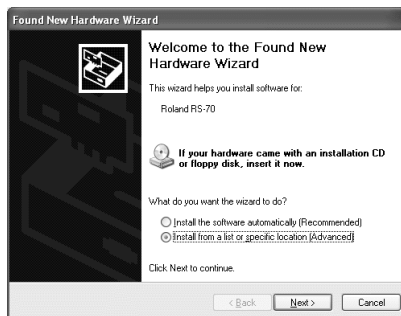 Found New Hardware Wizard
Welcome to the Found New
Hardware Wizard
This wizard helps you install software for:
Roland RS-70
If your hardware came with an installation CD
or floppy disk, insert it now.
What do you want the wizard to do?
Install the software automatically (Recommended)
Install from a list or specific location (Advanced)
Click Next to continue.
< Back Next > Cancel